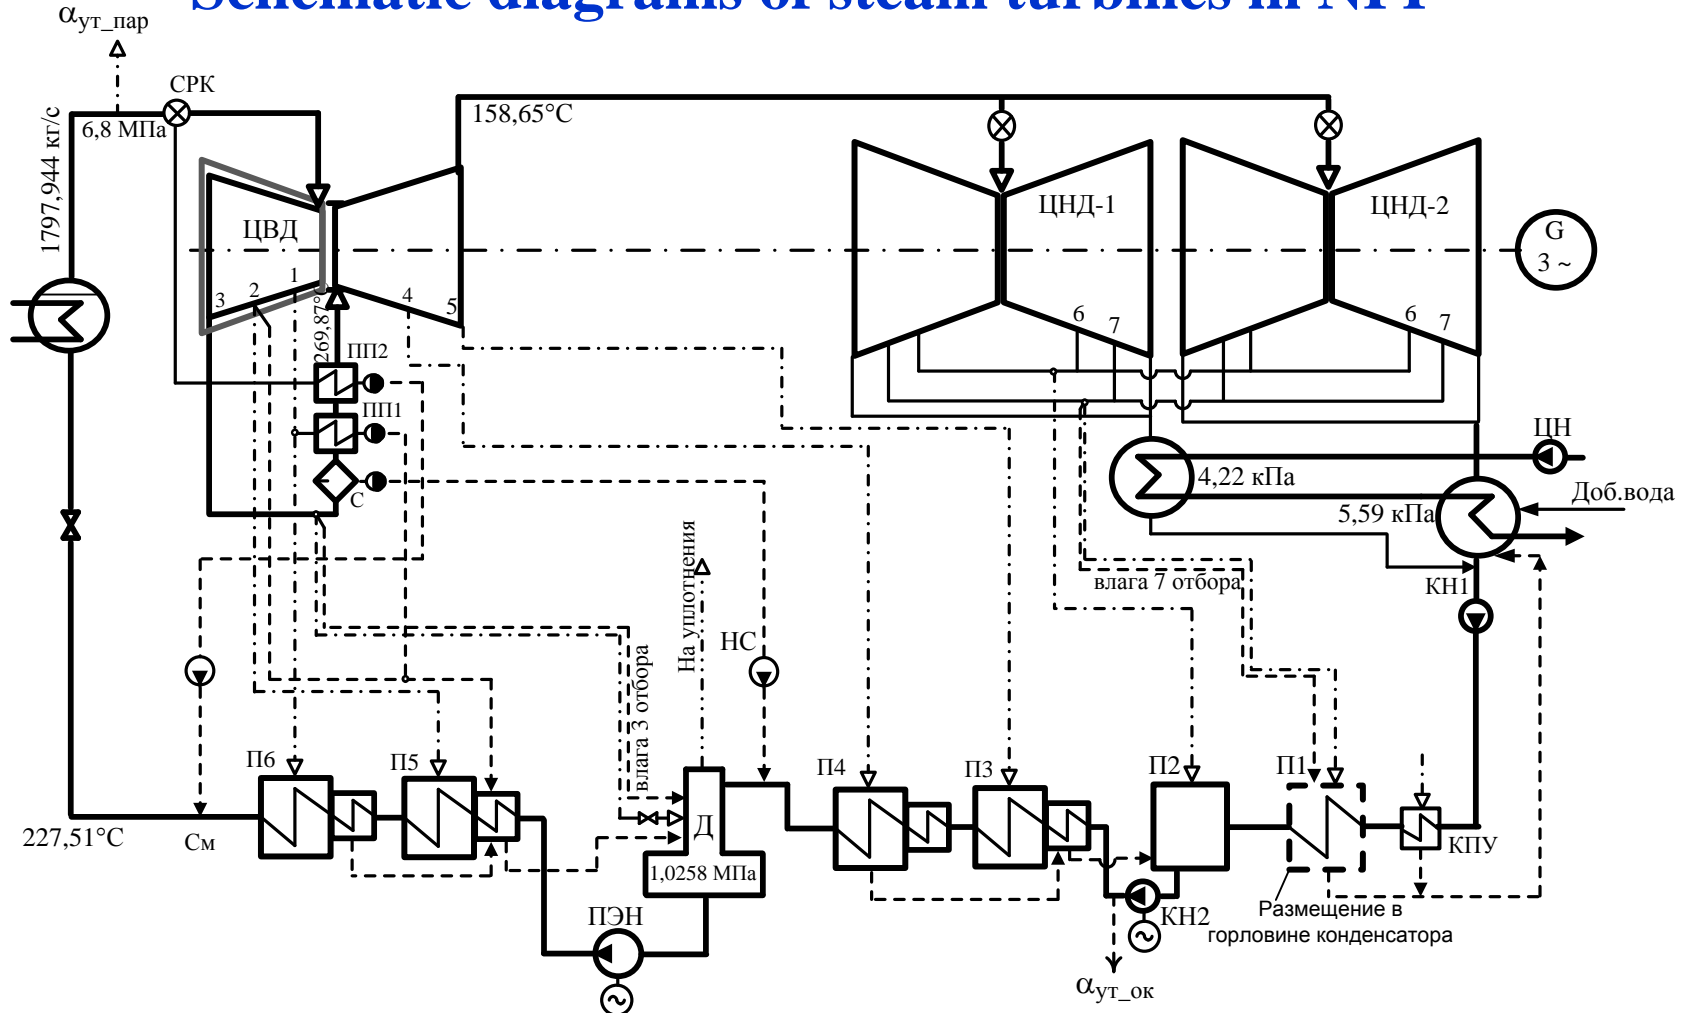 Schematic diagrams of steam turbines in NPP
αут_пар
СРК
6,8 МПа
1797,944 кг/с
158,65°C
ЦВД
ЦНД-1
ЦНД-2
G
3 ~
3
2
1
4
5
6
7
6
7
269,87°C
ПП2
ПП1
С
ЦН
4,22 кПа
Доб.вода
5,59 кПа
КН1
влага 7 отбора
На уплотнения
НС
влага 3 отбора
П6
П5
П4
П3
П2
П1
227,51°C
См
Д
1,0258 МПа
КПУ
ПЭН
КН2
Размещение в
горловине конденсатора
αут_ок